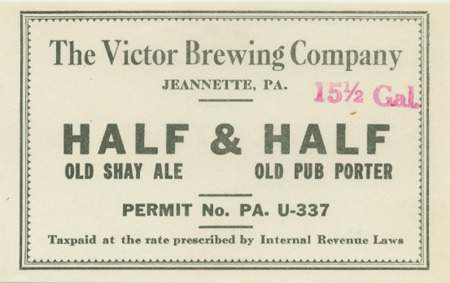 The Victor Brewing Company
JEANNETTE, PA.
15½ Gal.
HALF & HALF
OLD SHAY ALE OLD PUB PORTER
PERMIT No. PA. U-337
Taxpaid at the rate prescribed by Internal Revenue Laws